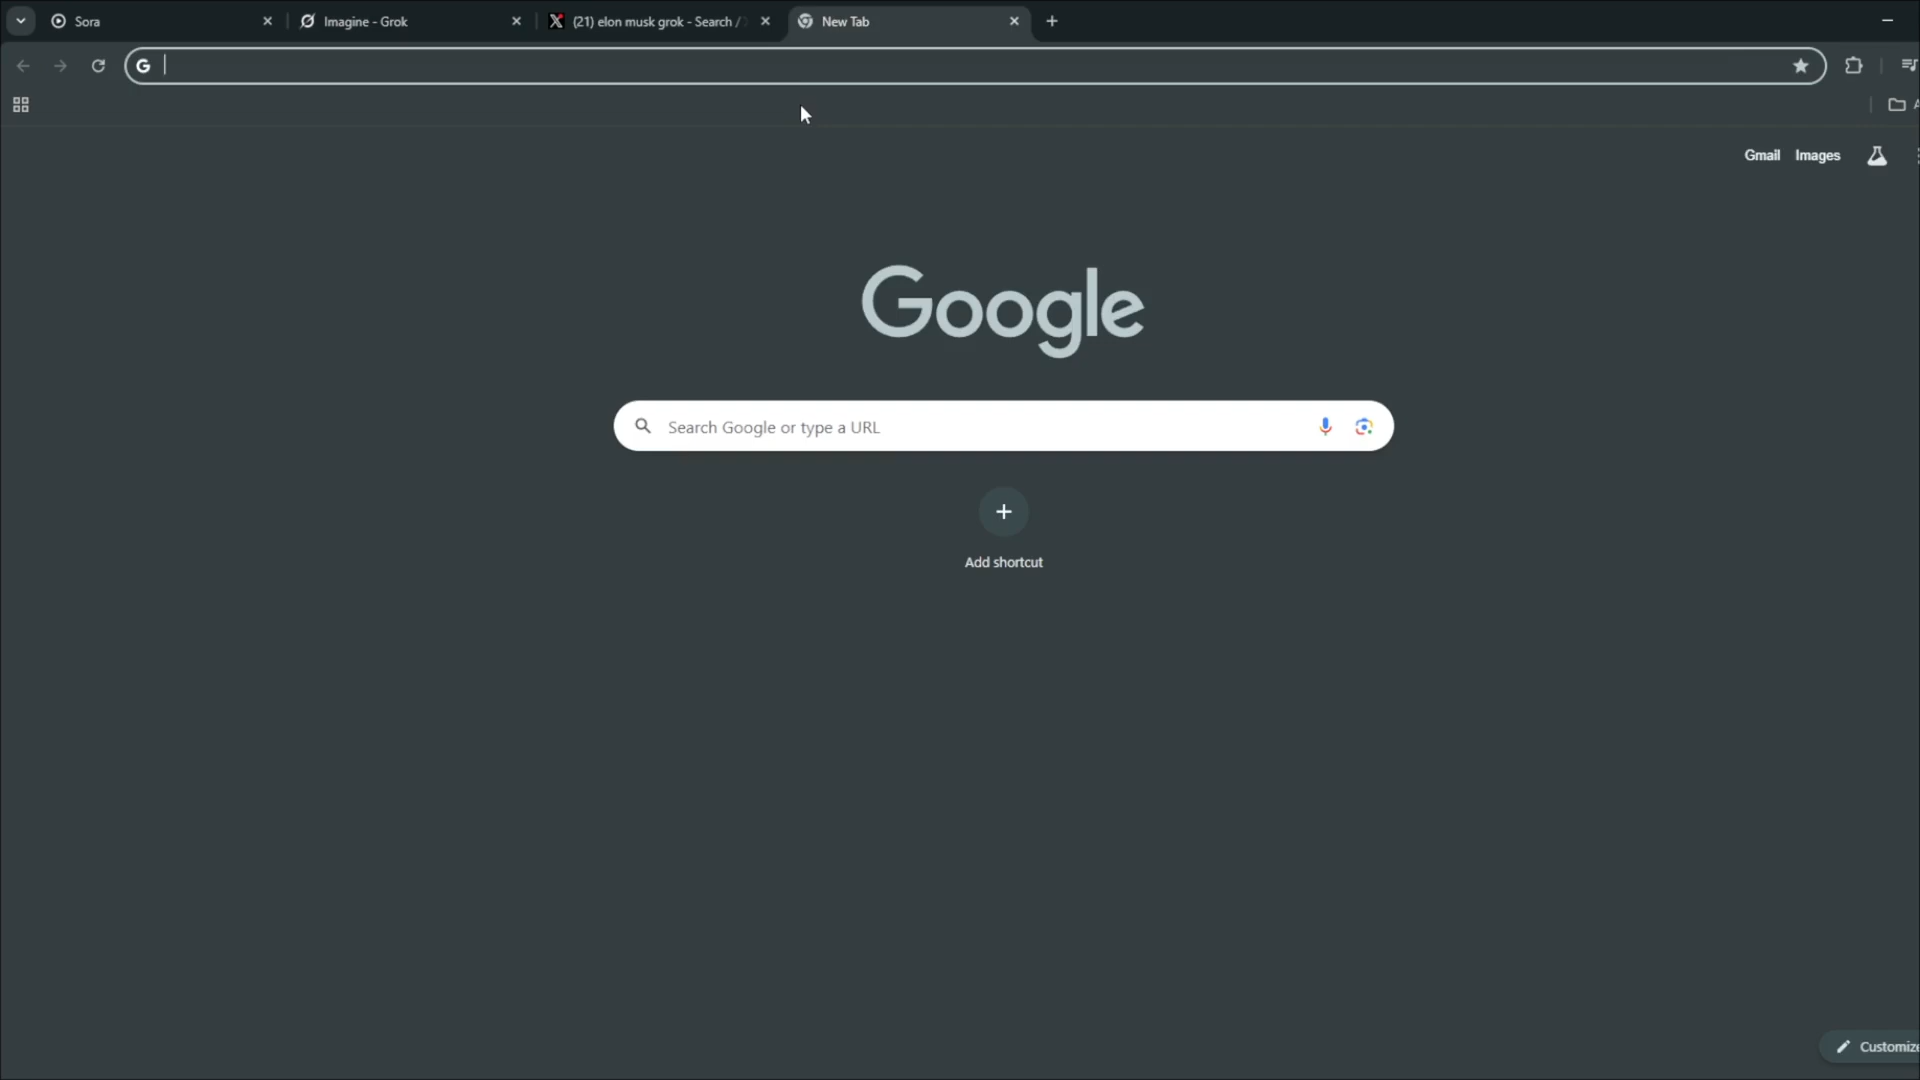 Sora
Imagine - Grok
(21) elon musk grok - Search /
New Tab
Gmail
Images
Google
Search Google or type a URL
Add shortcut
Customize